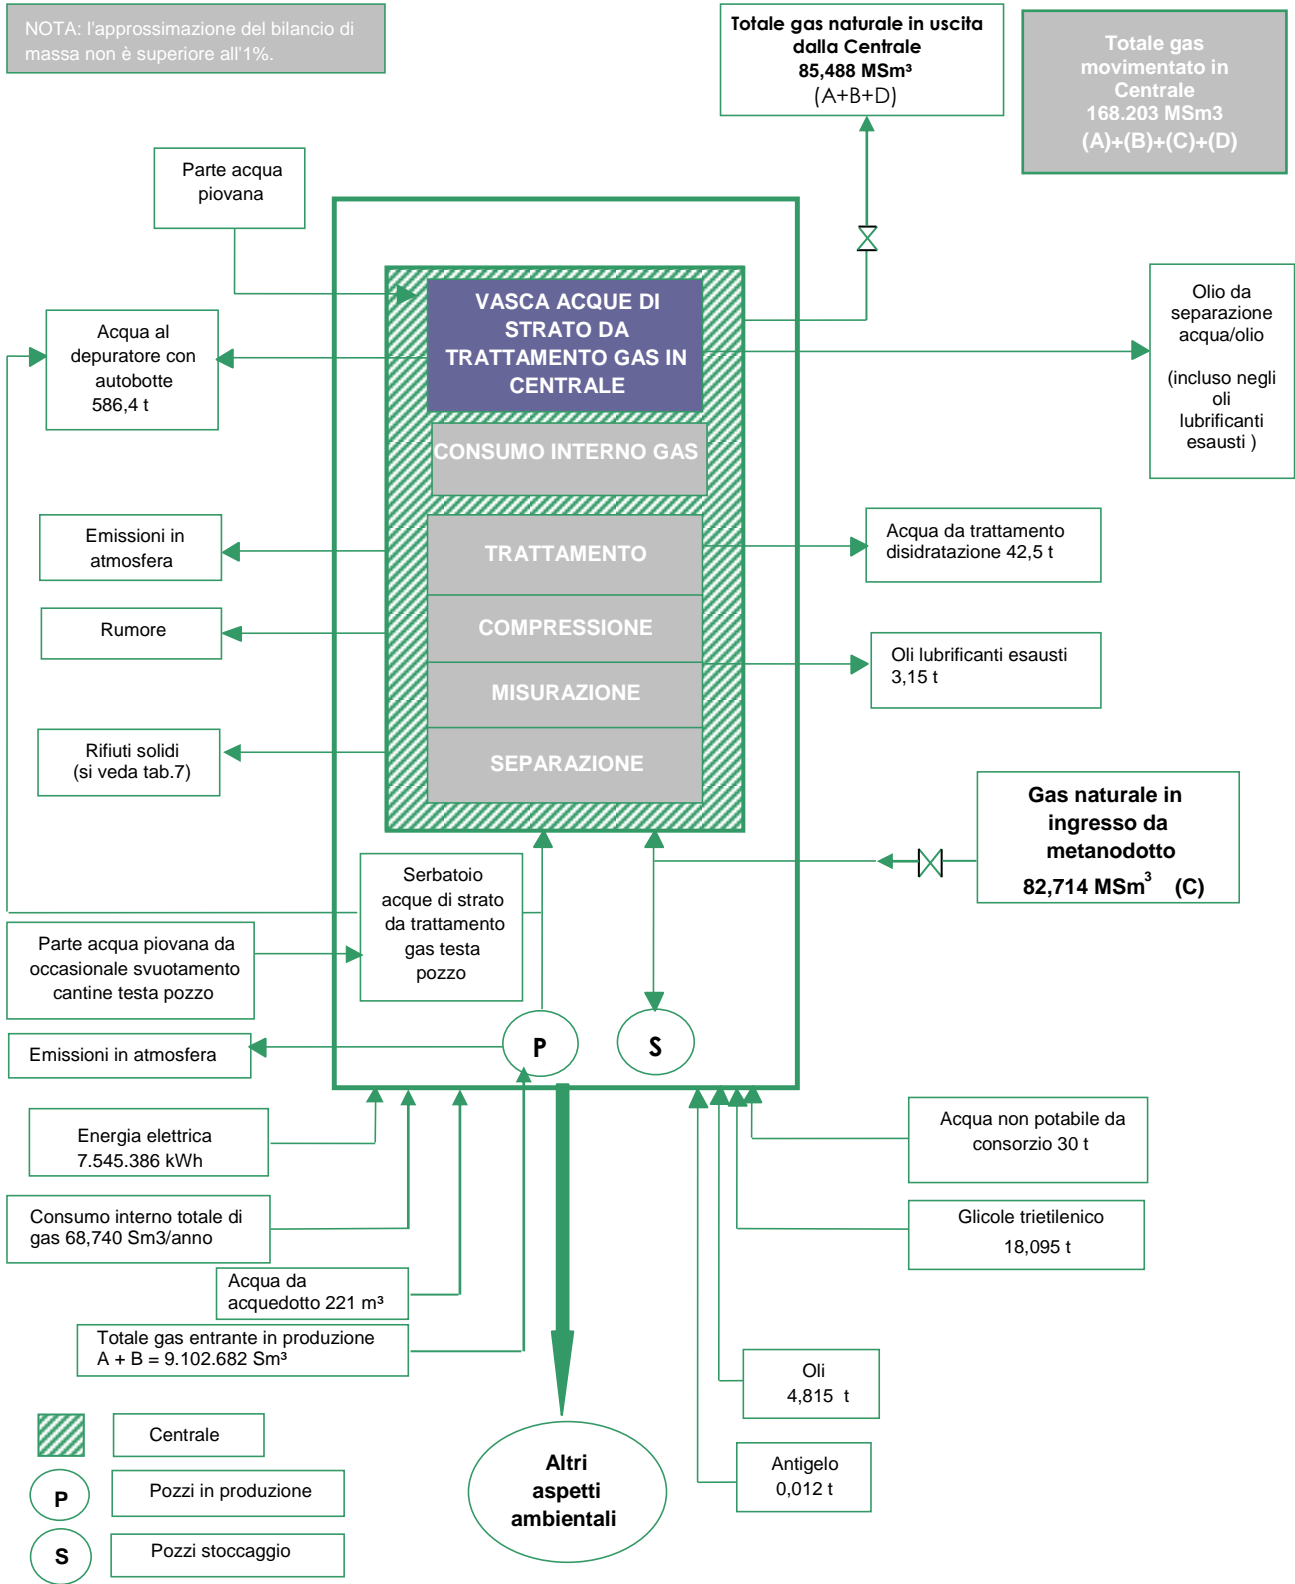 NOTA: l'approssimazione del bilancio di
massa non è superiore all'1%.
Totale gas naturale in uscita
dalla Centrale
85,488 MSm³
(A+B+D)
Totale gas
movimentato in
Centrale
168.203 MSm3
(A)+(B)+(C)+(D)
Parte acqua
piovana
VASCA ACQUE DI
STRATO DA
TRATTAMENTO GAS IN
CENTRALE
Acqua al
depuratore con
autobotte
586,4 t
Olio da
separazione
acqua/olio
(incluso negli
oli
lubrificanti
esausti )
CONSUMO INTERNO GAS
Emissioni in
atmosfera
TRATTAMENTO
Acqua da trattamento
disidratazione 42,5 t
Rumore
COMPRESSIONE
Oli lubrificanti esausti
3,15 t
MISURAZIONE
Rifiuti solidi
(si veda tab.7)
SEPARAZIONE
Gas naturale in
ingresso da
metanodotto
82,714 MSm³ (C)
Serbatoio
acque di strato
da trattamento
gas testa
pozzo
Parte acqua piovana da
occasionale svuotamento
cantine testa pozzo
Emissioni in atmosfera
P
S
Energia elettrica
7.545.386 kWh
Acqua non potabile da
consorzio 30 t
Consumo interno totale di
gas 68,740 Sm3/anno
Glicole trietilenico
18,095 t
Acqua da
acquedotto 221 m³
Totale gas entrante in produzione
A + B = 9.102.682 Sm³
Oli
4,815 t
Centrale
Altri
aspetti
ambientali
Antigelo
0,012 t
P
Pozzi in produzione
S
Pozzi stoccaggio